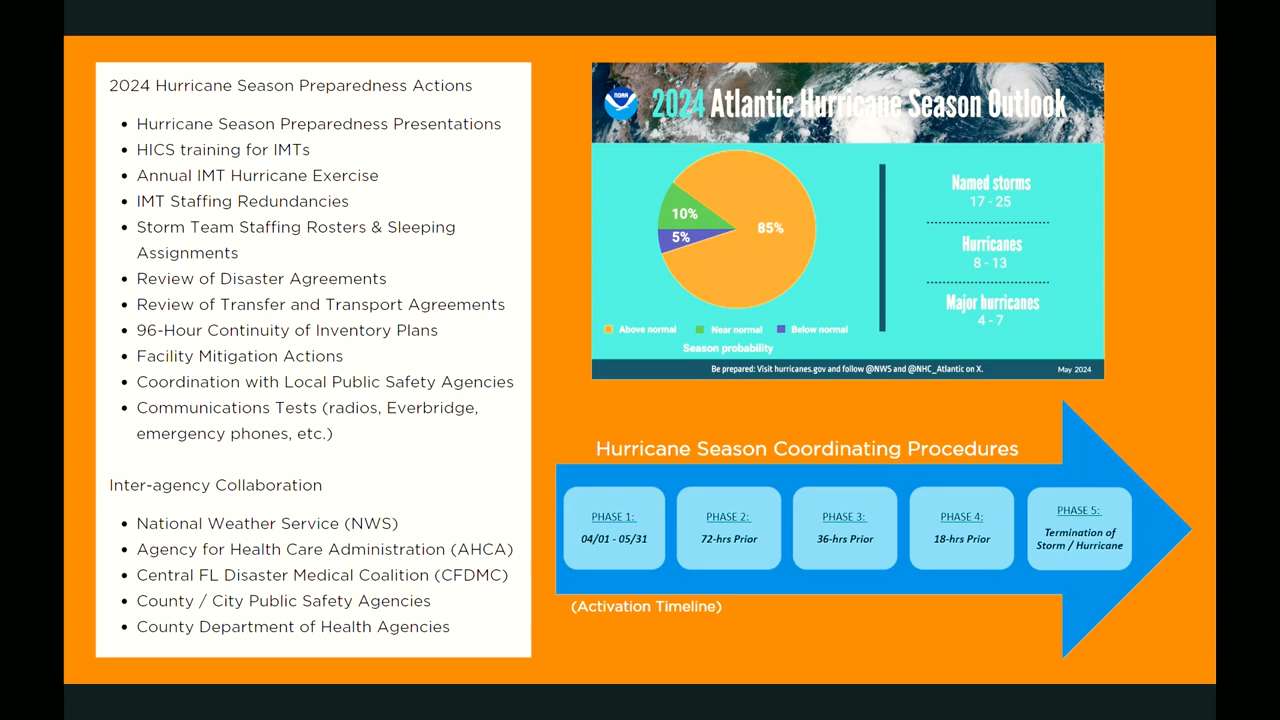 2024 Hurricane Season Preparedness Actions
• Hurricane Season Preparedness Presentations
• HICS training for IMTs
• Annual IMT Hurricane Exercise
• IMT Staffing Redundancies
• Storm Team Staffing Rosters & Sleeping
Assignments
• Review of Disaster Agreements
• Review of Transfer and Transport Agreements
• 96-Hour Continuity of Inventory Plans
• Facility Mitigation Actions
• Coordination with Local Public Safety Agencies
• Communications Tests (radios, Everbridge,
emergency phones, etc.)
Inter-agency Collaboration
• National Weather Service (NWS)
• Agency for Health Care Administration (AHCA)
• Central FL Disaster Medical Coalition (CFDMC)
• County / City Public Safety Agencies
• County Department of Health Agencies
NOAA
2024 Atlantic Hurricane Season Outlook
10%
5%
85%
Above normal
Near normal
Below normal
Season probability
Named storms
17 - 25
Hurricanes
8 - 13
Major hurricanes
4 - 7
Be prepared: Visit hurricanes.gov and follow @NWS and @NHC_Atlantic on X.
May 2024
Hurricane Season Coordinating Procedures
PHASE 1:
04/01 - 05/31
PHASE 2:
72-hrs Prior
PHASE 3:
36-hrs Prior
PHASE 4:
18-hrs Prior
PHASE 5:
Termination of
Storm / Hurricane
(Activation Timeline)